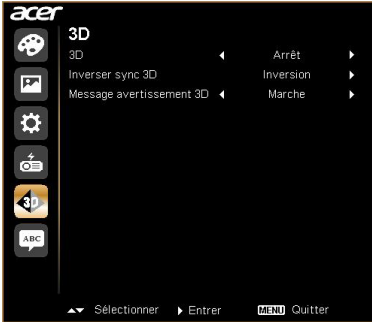 acer
3D
3D Arrêt
Inverser sync 3D Inversion
Message avertissement 3D Marche
3D
ABC
Sélectionner Entrer MENU Quitter